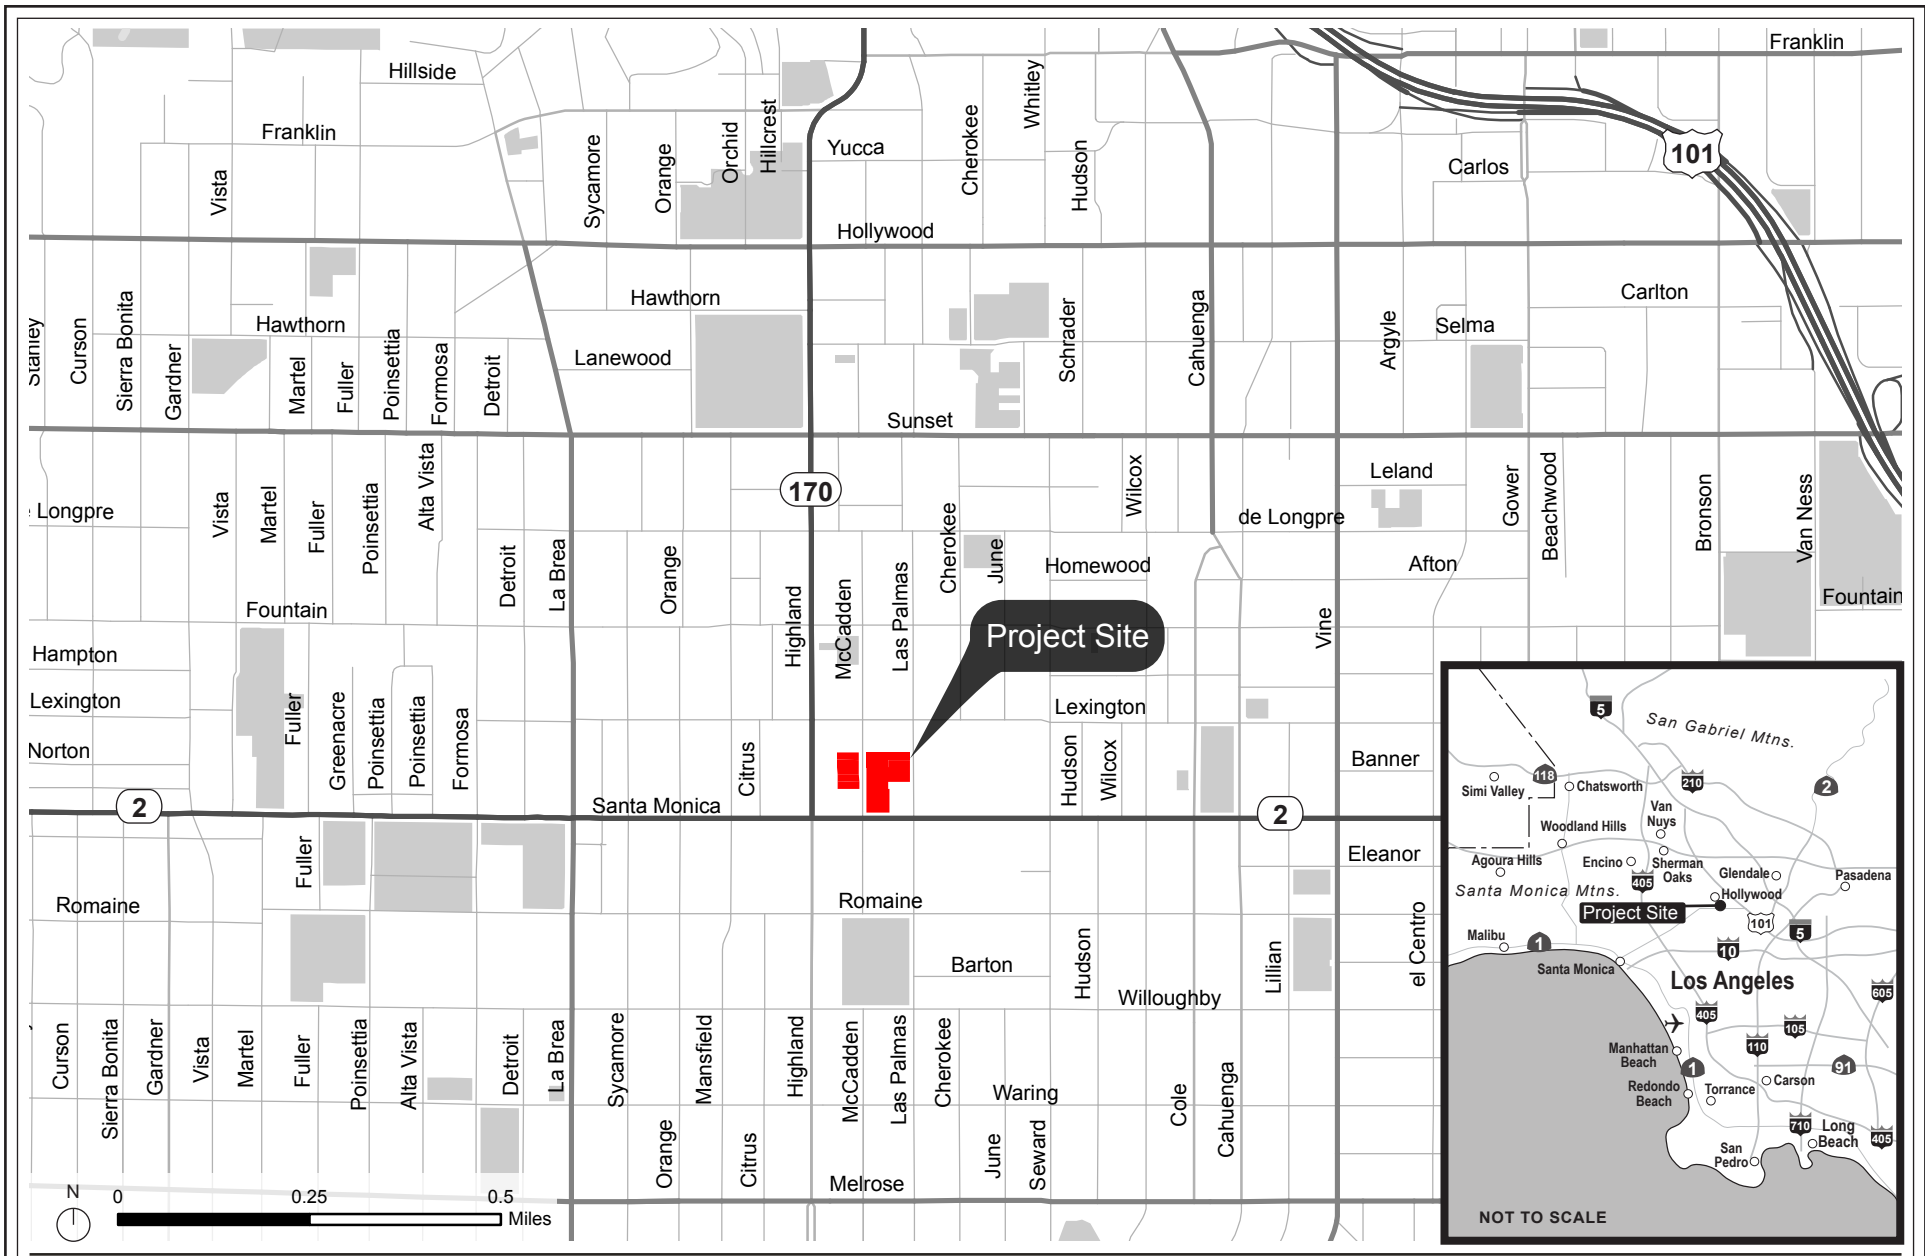 Franklin
Hillside
Whitley
Cherokee
Hillcrest
Orchid
Franklin
Sycamore
Orange
Yucca
Hudson
Carlos
101
Vista
Hollywood
Hawthorn
Carlton
Stanley
Curson
Sierra Bonita
Gardner
Hawthorn
Martel
Fuller
Poinsettia
Formosa
Detroit
Lanewood
Schrader
Cahuenga
Argyle
Selma
Sunset
Vista
Martel
Fuller
Poinsettia
Alta Vista
170
Wilcox
Leland
Gower
Beachwood
Bronson
Van Ness
Longpre
de Longpre
Detroit
La Brea
Orange
Cherokee
June
Homewood
Afton
Fountain
Highland
McCadden
Las Palmas
Project Site
Vine
Fountain
Hampton
Lexington
Norton
Fuller
Greenacre
Poinsettia
Poinsettia
Formosa
Citrus
Lexington
Hudson
Wilcox
Banner
2
Santa Monica
2
Fuller
Eleanor
Romaine
Romaine
Barton
Hudson
Willoughby
Lillian
el Centro
Curson
Sierra Bonita
Gardner
Vista
Martel
Fuller
Poinsettia
Alta Vista
Detroit
La Brea
Sycamore
Mansfield
Highland
McCadden
Las Palmas
Cherokee
Waring
Cole
Cahuenga
Orange
Citrus
June
Seward
Melrose
N
0 0.25 0.5
Miles
5
San Gabriel Mtns.
118
Simi Valley
Chatsworth
210
2
Van
Nuys
Woodland Hills
Agoura Hills
Encino
Sherman
Oaks
405
Glendale
Pasadena
Santa Monica Mtns.
Hollywood
Project Site
101
5
Malibu
1
10
Santa Monica
Los Angeles
605
405
105
110
Manhattan
Beach
1
91
Redondo
Beach
Torrance
Carson
710
Long
Beach
405
San
Pedro
NOT TO SCALE